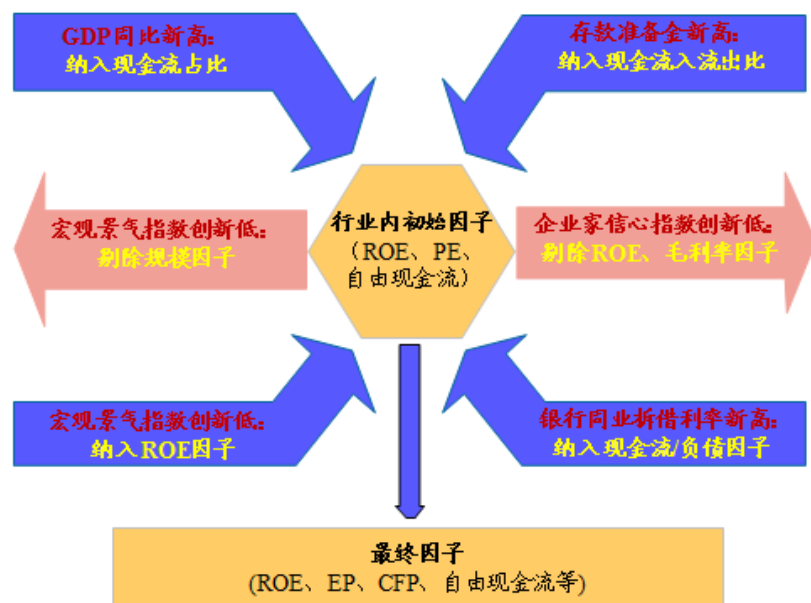 GDP同比新高：
纳入现金流占比
存款准备金新高：
纳入现金流入流出比
宏观景气指数创新低：
剔除规模因子
行业内初始因子
（ROE、PE、
自由现金流）
企业家信心指数创新低：
剔除ROE、毛利率因子
宏观景气指数创新低：
纳入ROE因子
银行同业拆借利率新高：
纳入现金流/负债因子
最终因子
(ROE、EP、CFP、自由现金流等)